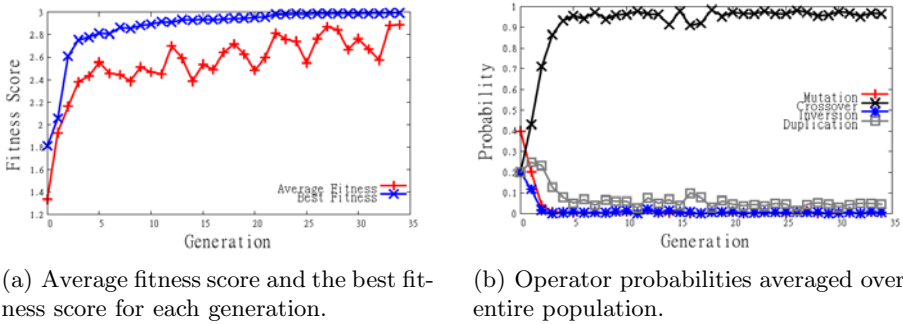 3
2.8
2.6
2.4
2.2
2
1.8
1.6
1.4
1.2
0 5 10 15 20 25 30 35
Fitness Score
Generation
Average Fitness
Best Fitness
1
0.9
0.8
0.7
0.6
0.5
0.4
0.3
0.2
0.1
0
0 5 10 15 20 25 30 35
Probability
Generation
Mutation
Crossover
Inversion
Duplication
(a) Average fitness score and the best fit-
ness score for each generation.
(b) Operator probabilities averaged over
entire population.